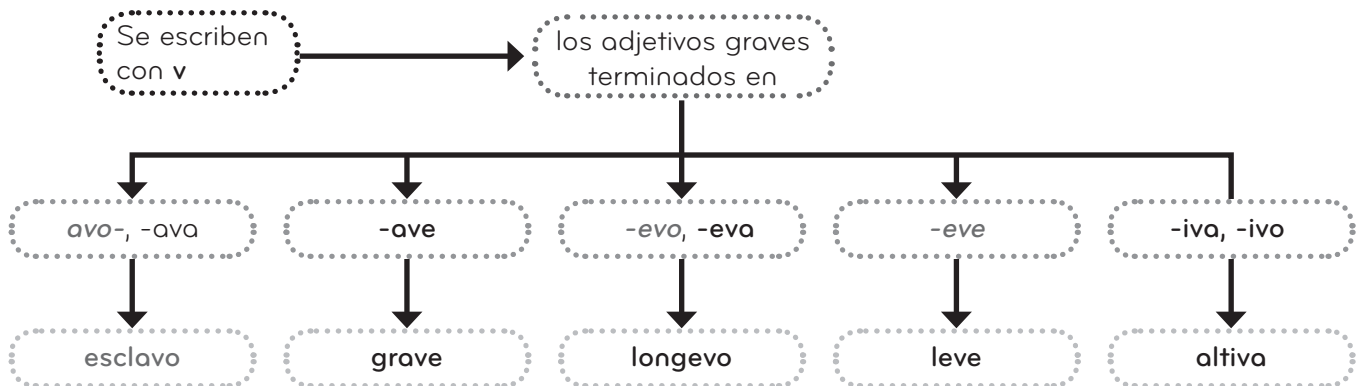 Se escriben
con v
los adjetivos graves
terminados en
avo-, -ava
-ave
-evo, -eva
-eve
-iva, -ivo
esclavo
grave
longevo
leve
altiva